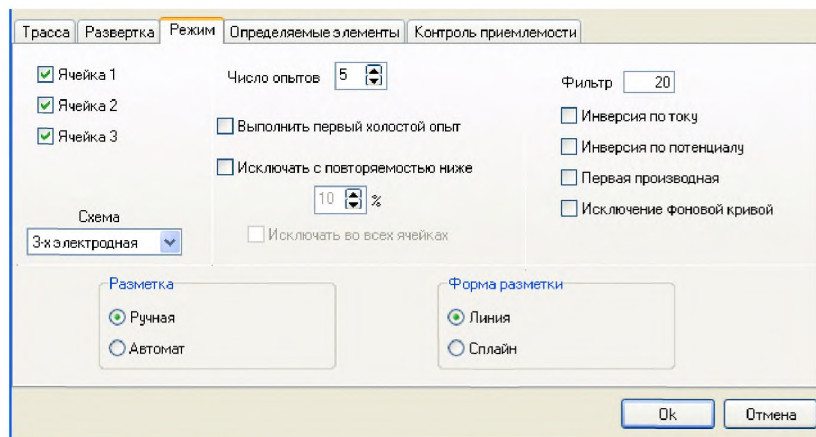 Трасса Развертка Режим Определяемые элементы Контроль приемлемости
Ячейка 1
Ячейка 2
Ячейка 3
Схема
3-х электродная
Число опытов 5
Выполнить первый холостой опыт
Исключать с повторяемостью ниже
10 %
Исключать во всех ячейках
Фильтр 20
Инверсия по току
Инверсия по потенциалу
Первая производная
Исключение фоновой кривой
Разметка
Ручная
Автомат
Форма разметки
Линия
Сплайн
Ok Отмена